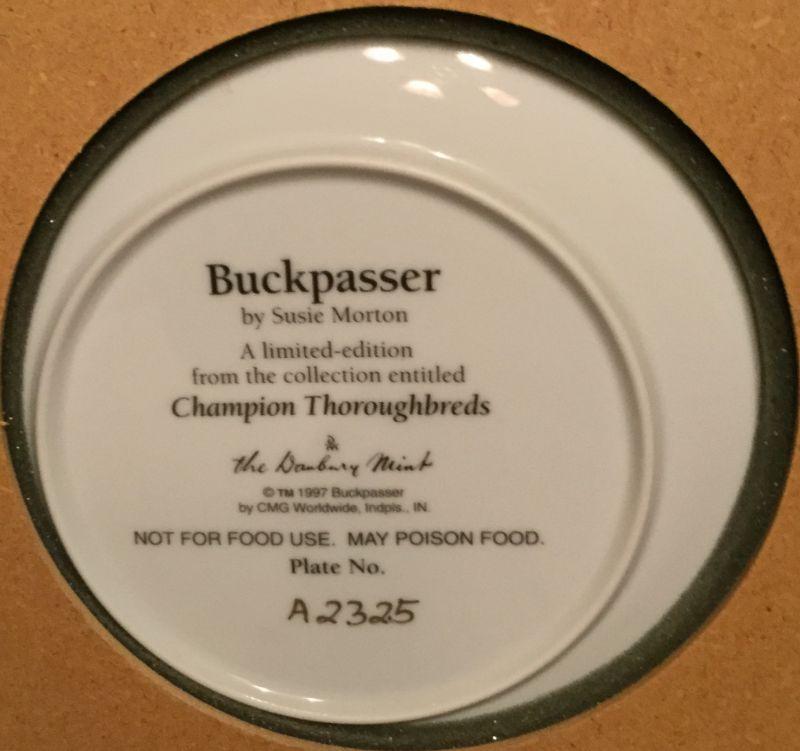 Buckpasser
by Susie Morton
A limited-edition
from the collection entitled
Champion Thoroughbreds
the Danbury Mint
© TM 1997 Buckpasser
by CMG Worldwide, Indpls., IN.
NOT FOR FOOD USE. MAY POISON FOOD.
Plate No.
A2325